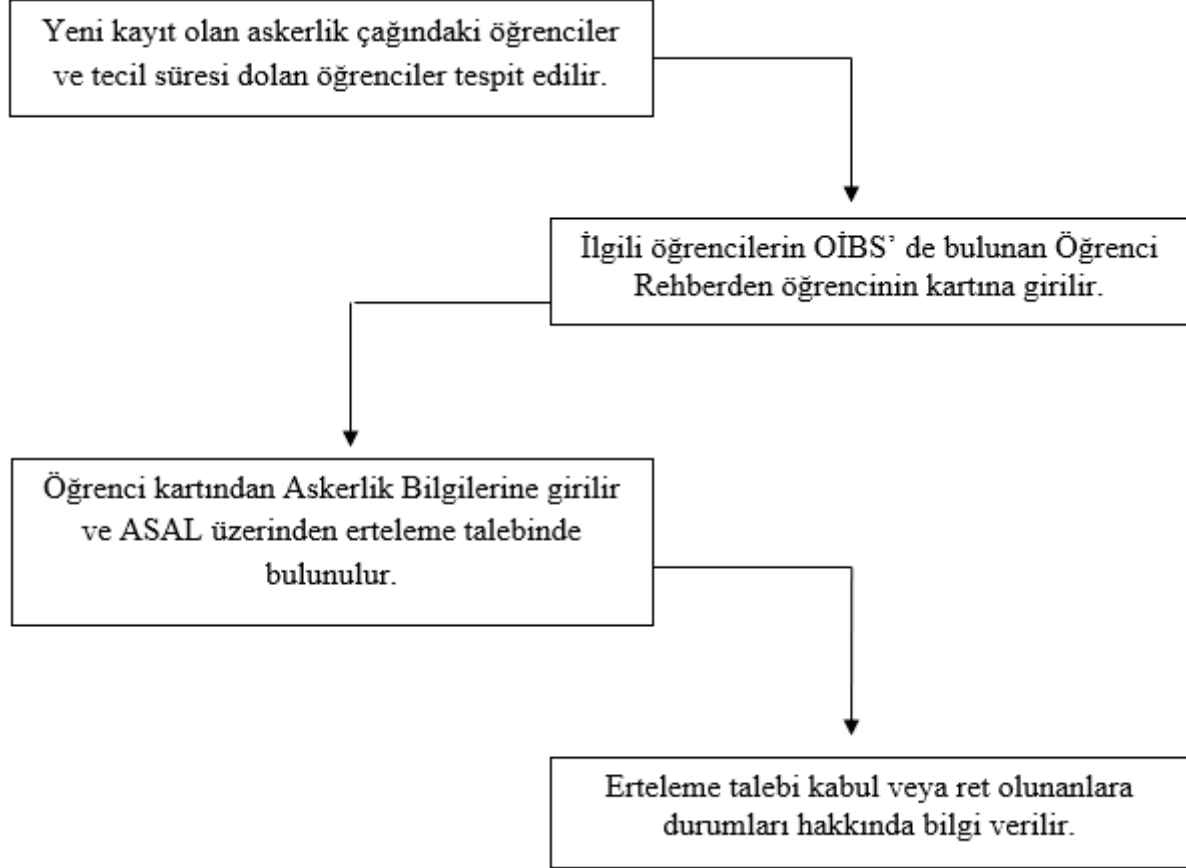 Yeni kayıt olan askerlik çağındaki öğrenciler
ve tecil süresi dolan öğrenciler tespit edilir.
İlgili öğrencilerin OİBS’ de bulunan Öğrenci
Rehberden öğrencinin kartına girilir.
Öğrenci kartından Askerlik Bilgilerine girilir
ve ASAL üzerinden erteleme talebinde
bulunulur.
Erteleme talebi kabul veya ret olunanlara
durumları hakkında bilgi verilir.